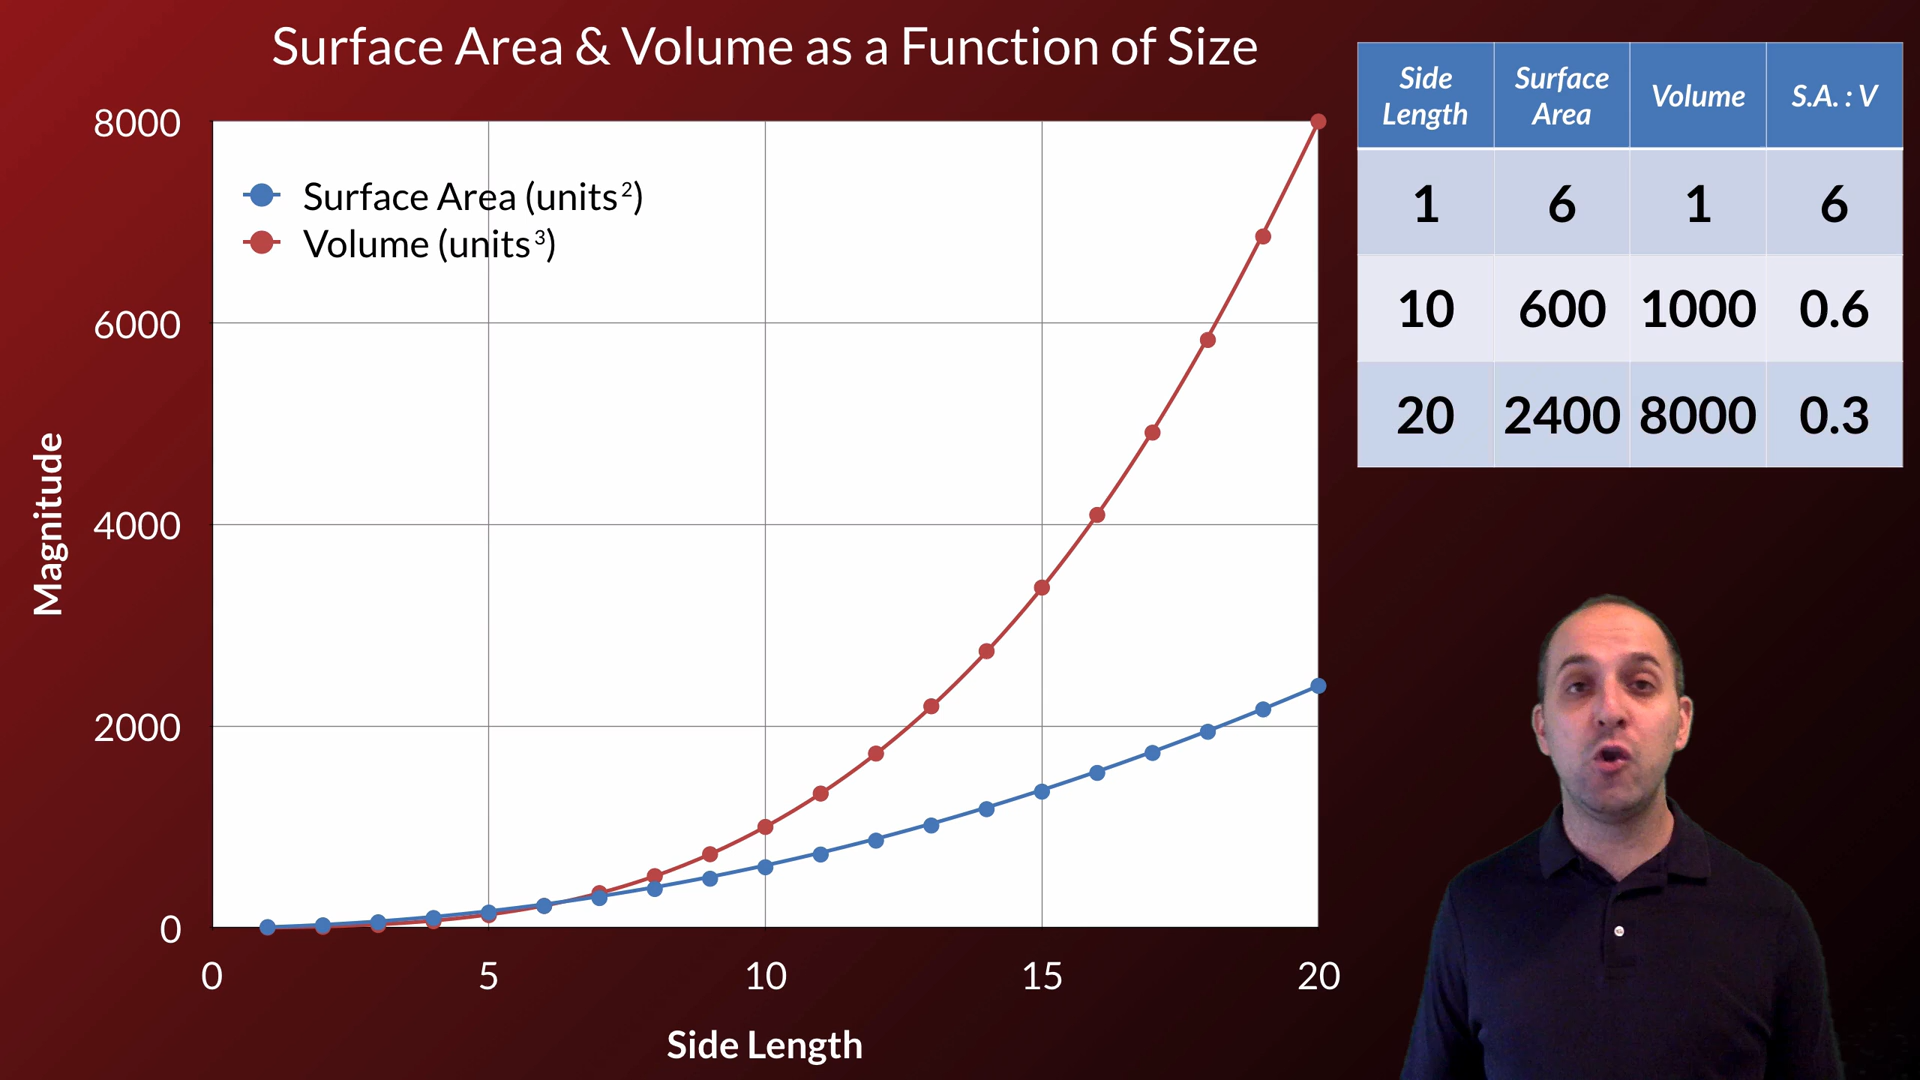 Surface Area & Volume as a Function of Size
8000
6000
4000
2000
0
Magnitude
Surface Area (units²)
Volume (units³)
0 5 10 15 20
Side Length
Side Length Surface Area Volume S.A. : V
1 6 1 6
10 600 1000 0.6
20 2400 8000 0.3